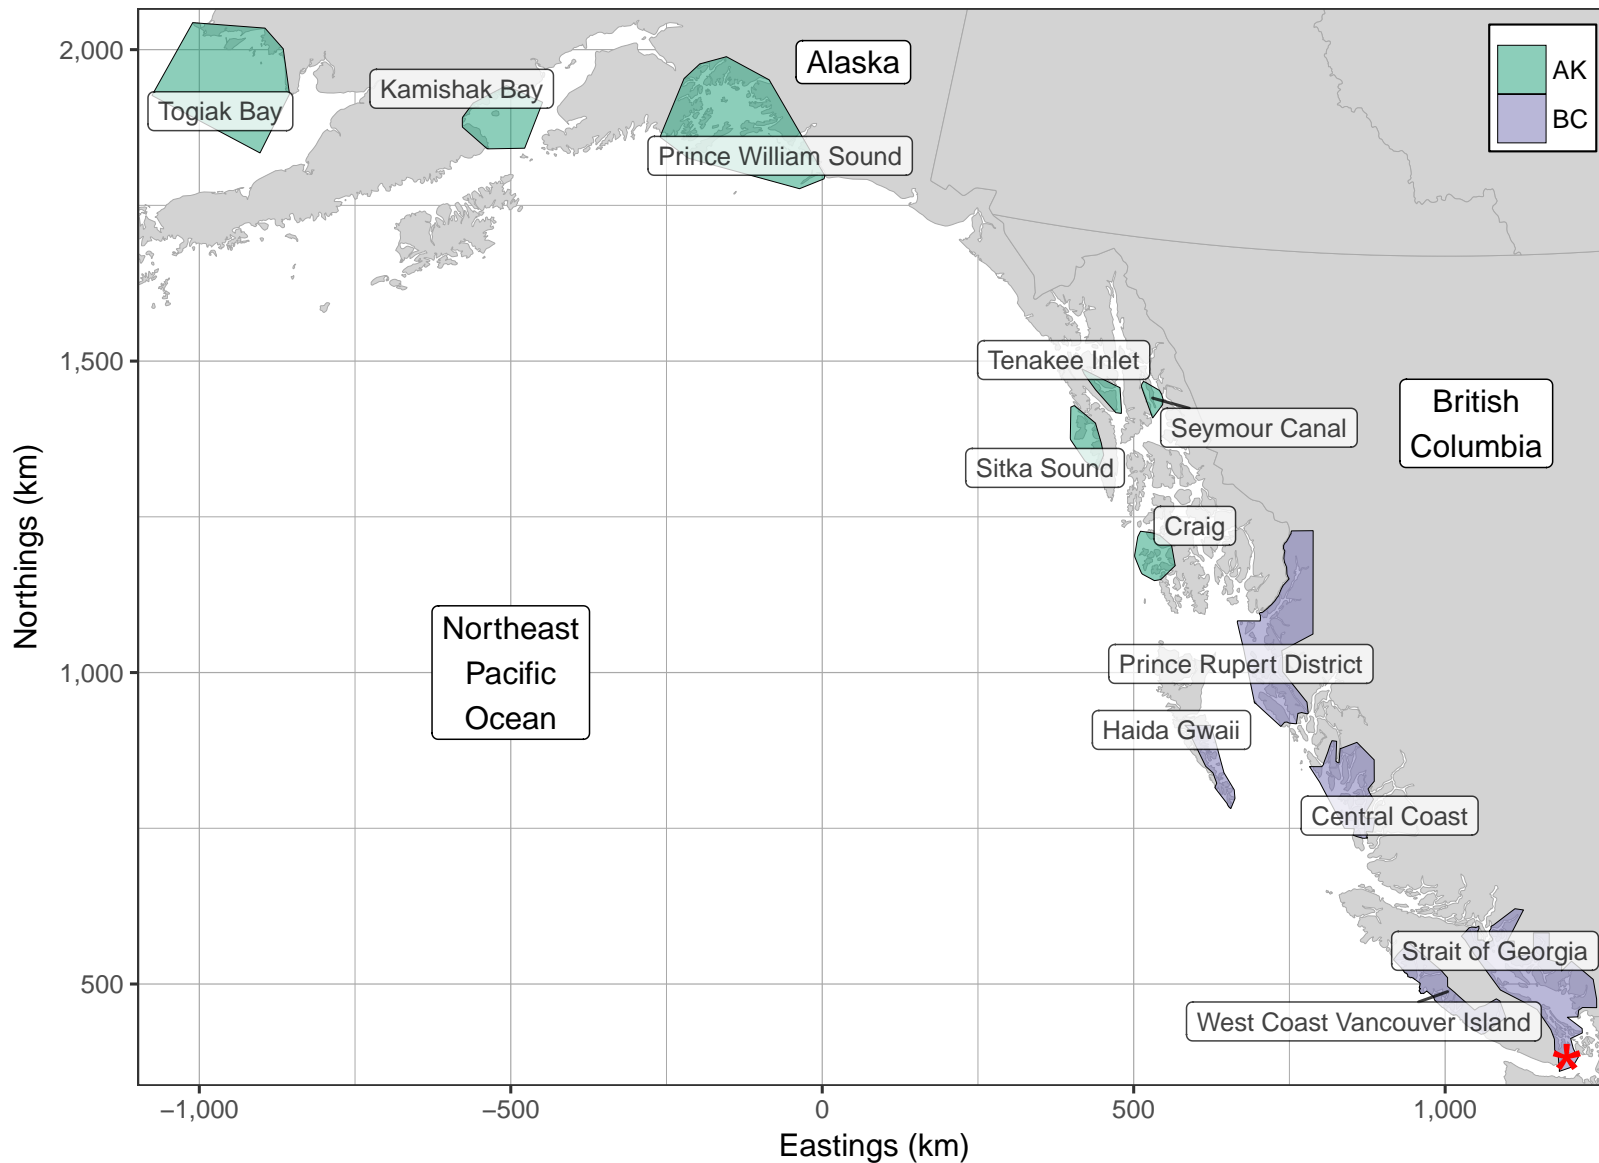 2,000
1,500
1,000
500
Northings (km)
−1,000
−500
0
500
1,000
Eastings (km)
Togiak Bay
Kamishak Bay
Alaska
Prince William Sound
AK
BC
Tenakee Inlet
Seymour Canal
British
Columbia
Sitka Sound
Craig
Northeast
Pacific
Ocean
Prince Rupert District
Haida Gwaii
Central Coast
Strait of Georgia
West Coast Vancouver Island
*